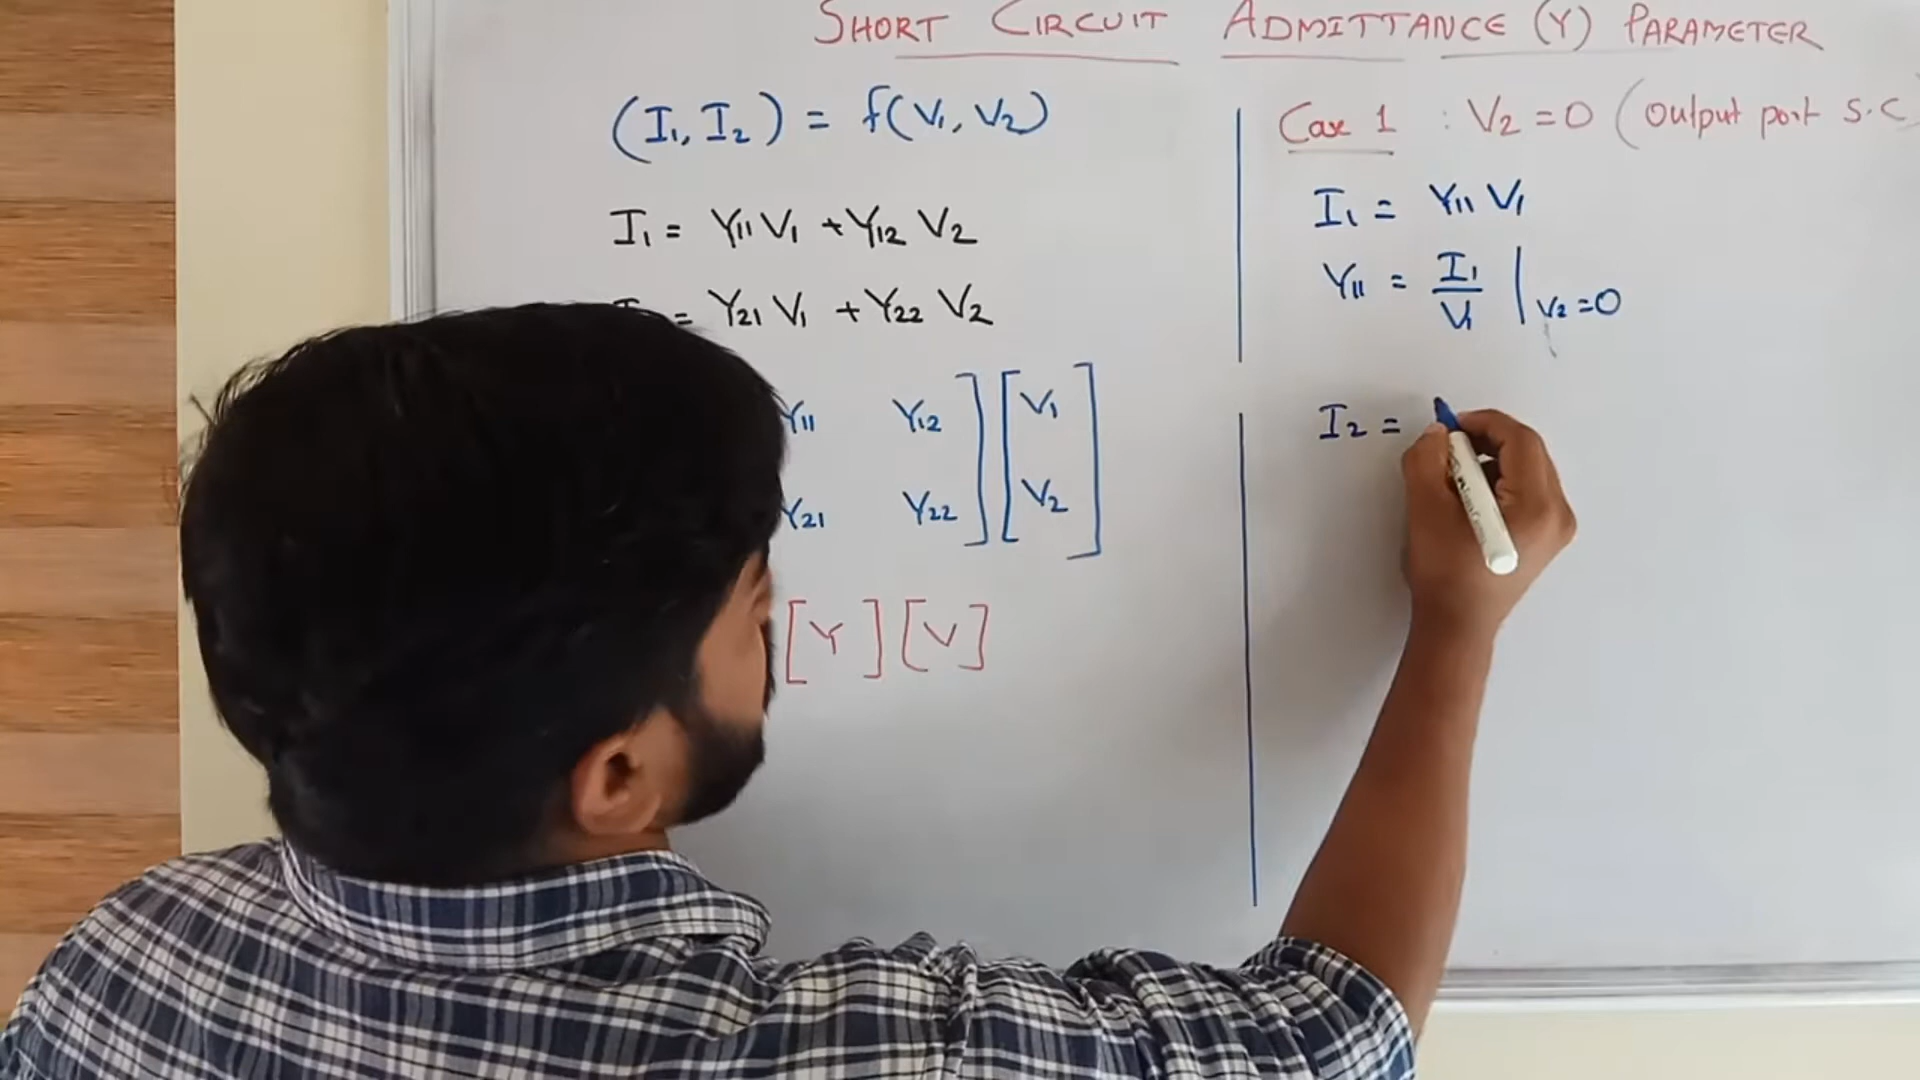 SHORT CIRCUIT ADMITTANCE (Y) PARAMETER
(I₁, I₂) = f(V₁, V₂)
I₁ = Y₁₁ V₁ + Y₁₂ V₂
= Y₂₁ V₁ + Y₂₂ V₂
Y₁₁ Y₁₂ ] [ V₁
Y₂₁ Y₂₂ ] [ V₂ ]
[Y] [V]
Case 1 : V₂ = 0 (Output port S.C
I₁ = Y₁₁ V₁
Y₁₁ = I₁/V₁ | V₂ = 0
I₂ =